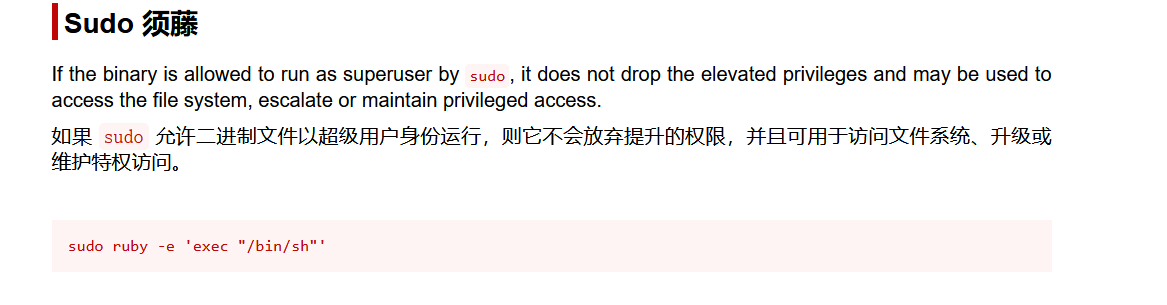 Sudo 须藤
If the binary is allowed to run as superuser by sudo, it does not drop the elevated privileges and may be used to
access the file system, escalate or maintain privileged access.
如果 sudo 允许二进制文件以超级用户身份运行，则它不会放弃提升的权限，并且可用于访问文件系统、升级或
维护特权访问。
sudo ruby -e 'exec "/bin/sh"'